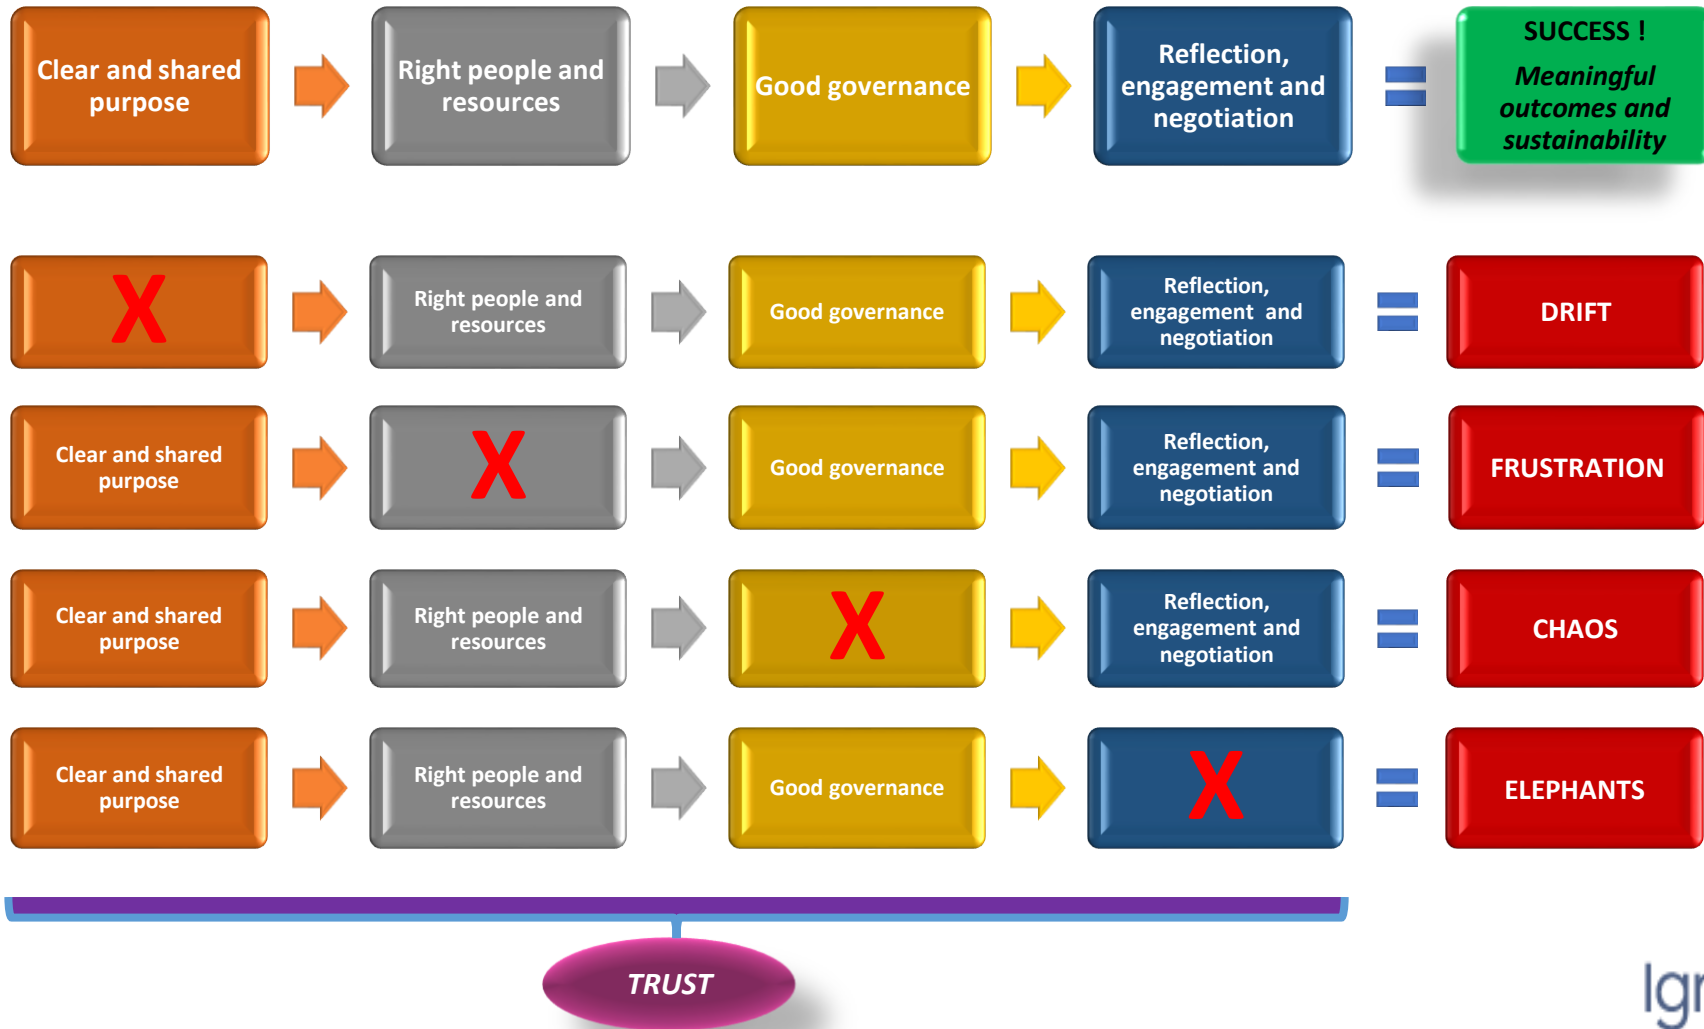 Clear and shared
purpose
Right people and
resources
Good governance
Reflection,
engagement and
negotiation
SUCCESS !
Meaningful
outcomes and
sustainability
X
Right people and
resources
Good governance
Reflection,
engagement and
negotiation
DRIFT
Clear and shared
purpose
X
Good governance
Reflection,
engagement and
negotiation
FRUSTRATION
Clear and shared
purpose
Right people and
resources
X
Reflection,
engagement and
negotiation
CHAOS
Clear and shared
purpose
Right people and
resources
Good governance
X
ELEPHANTS
TRUST